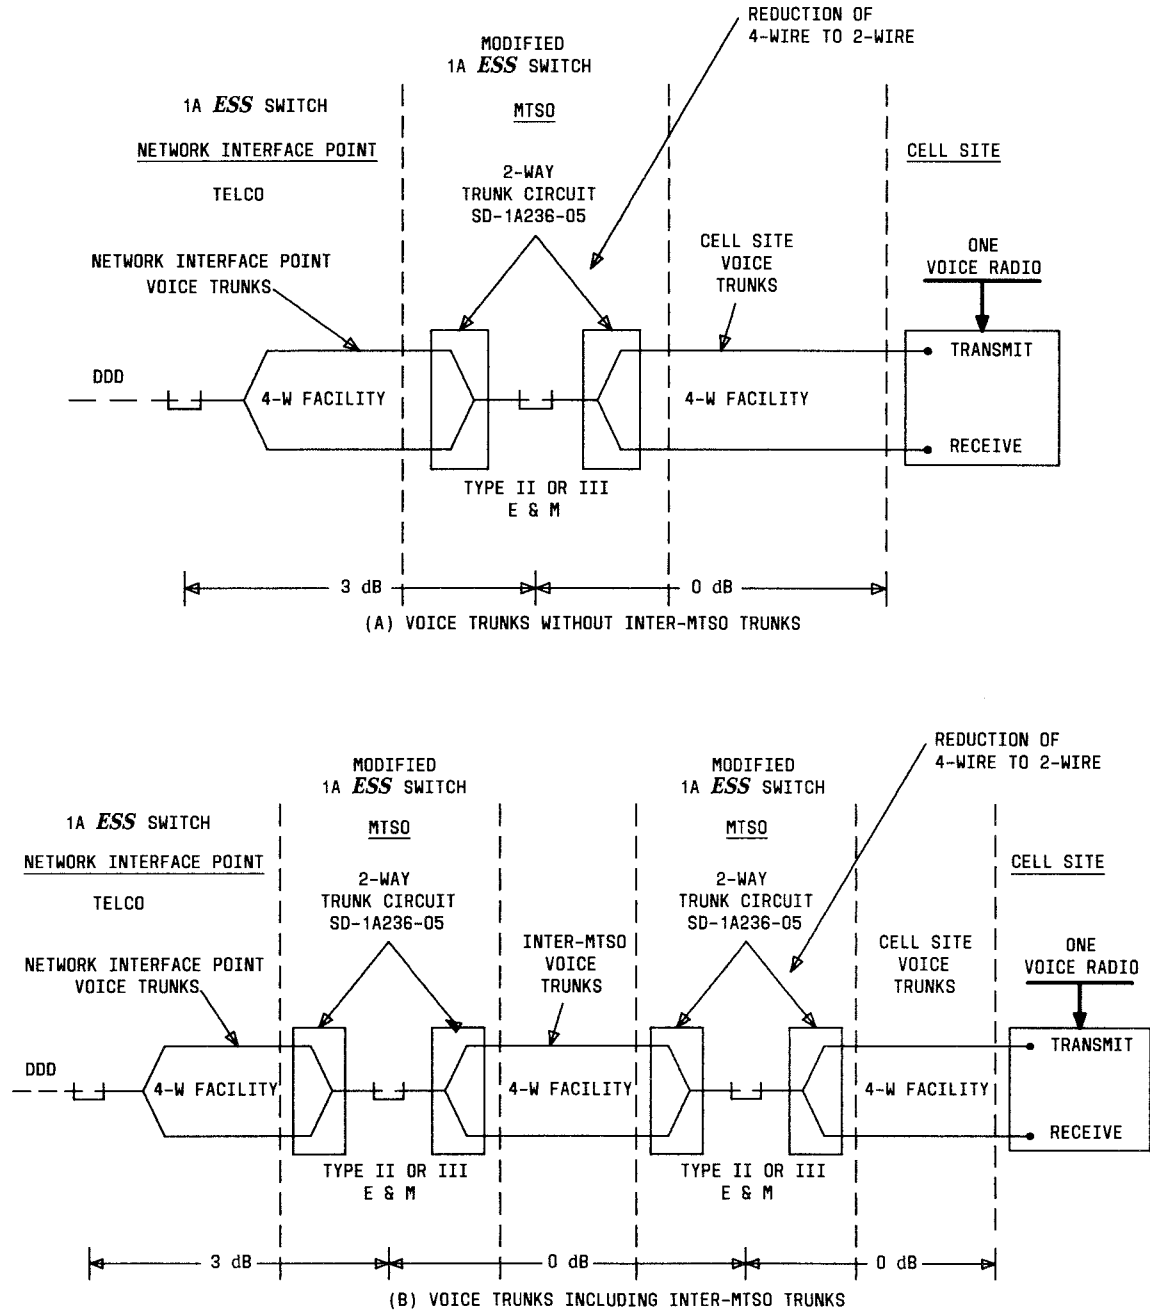 REDUCTION OF
4-WIRE TO 2-WIRE
MODIFIED
1A ESS SWITCH
1A ESS SWITCH
MTSO
NETWORK INTERFACE POINT
CELL SITE
TELCO
2-WAY
TRUNK CIRCUIT
SD-1A236-05
NETWORK INTERFACE POINT
VOICE TRUNKS
CELL SITE
VOICE
TRUNKS
ONE
VOICE RADIO
TRANSMIT
DDD
4-W FACILITY
4-W FACILITY
RECEIVE
TYPE II OR III
E & M
3 dB
0 dB
(A) VOICE TRUNKS WITHOUT INTER-MTSO TRUNKS
REDUCTION OF
4-WIRE TO 2-WIRE
MODIFIED
1A ESS SWITCH
MODIFIED
1A ESS SWITCH
1A ESS SWITCH
MTSO
MTSO
NETWORK INTERFACE POINT
CELL SITE
TELCO
2-WAY
TRUNK CIRCUIT
SD-1A236-05
2-WAY
TRUNK CIRCUIT
SD-1A236-05
NETWORK INTERFACE POINT
VOICE TRUNKS
INTER-MTSO
VOICE
TRUNKS
CELL SITE
VOICE
TRUNKS
ONE
VOICE RADIO
TRANSMIT
DDD
4-W FACILITY
4-W FACILITY
4-W FACILITY
RECEIVE
TYPE II OR III
E & M
TYPE II OR III
E & M
3 dB
0 dB
0 dB
(B) VOICE TRUNKS INCLUDING INTER-MTSO TRUNKS